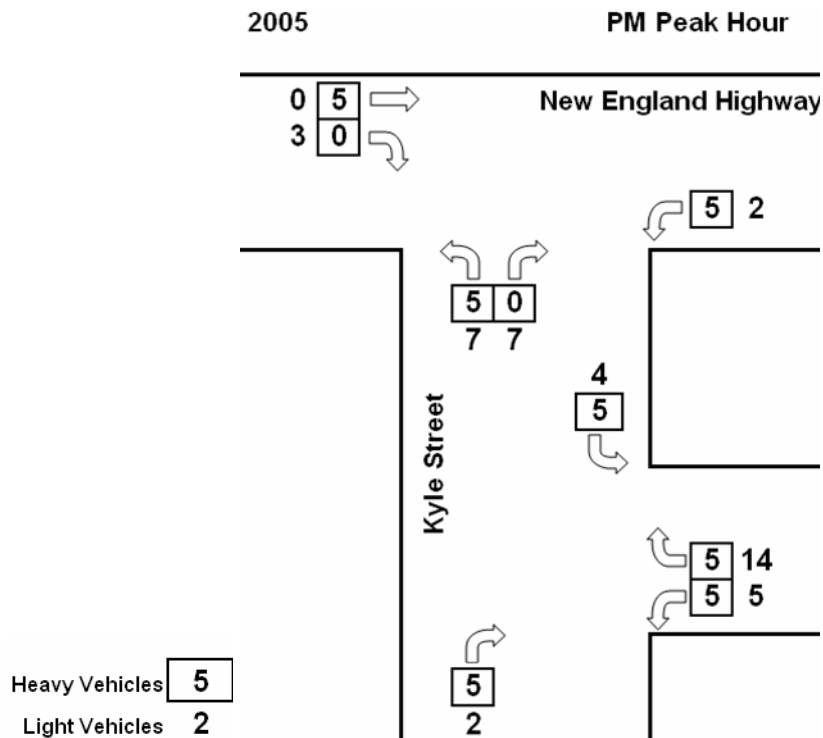 2005 PM Peak Hour
0 5 New England Highway
3 0
5 2
5 0
7 7
4
5
Kyle Street
5 14
5 5
Heavy Vehicles 5
5
Light Vehicles 2
2